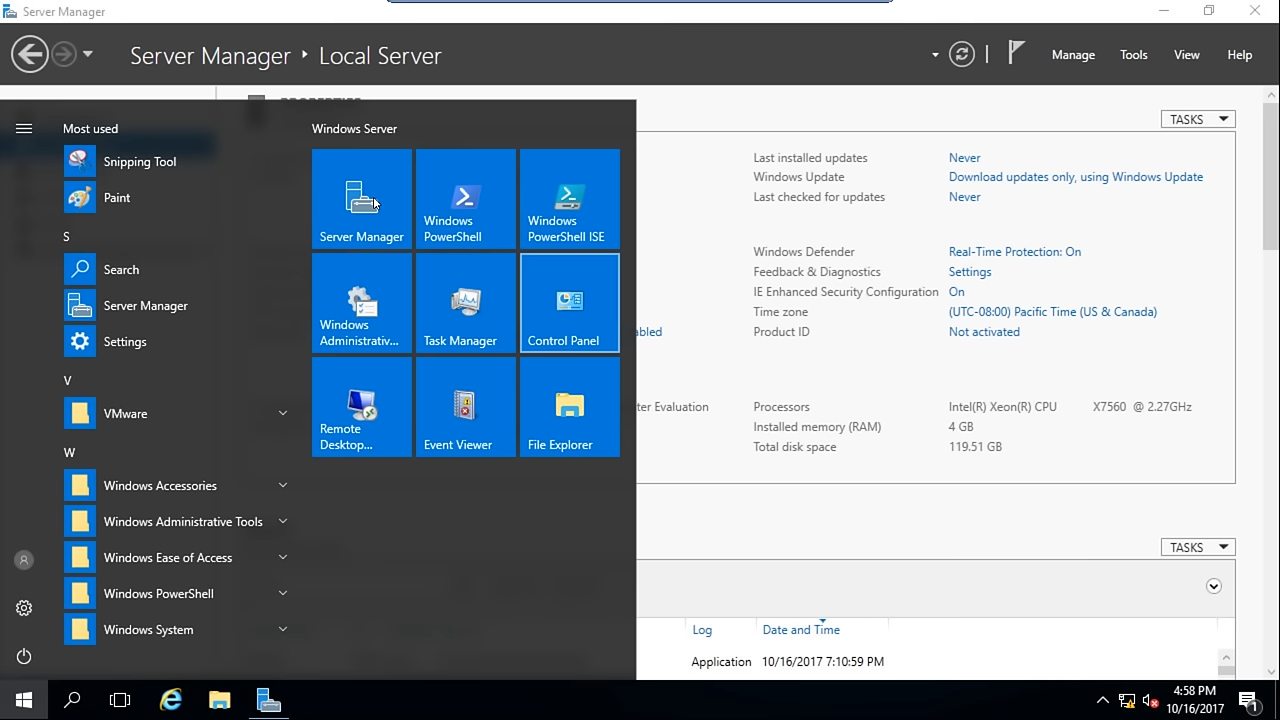 Server Manager
Server Manager
Local Server
Manage
Tools
View
Help
TASKS
Most used
Snipping Tool
Paint
S
Search
Server Manager
Settings
V
VMware
W
Windows Accessories
Windows Administrative Tools
Windows Ease of Access
Windows PowerShell
Windows System
Windows Server
Server Manager
Windows
PowerShell
Windows
PowerShell ISE
Windows
Administrativ...
Task Manager
Control Panel
Remote
Desktop...
Event Viewer
File Explorer
Last installed updates Never
Windows Update Download updates only, using Windows Update
Last checked for updates Never
Windows Defender Real-Time Protection: On
Feedback & Diagnostics Settings
IE Enhanced Security Configuration On
Time zone (UTC-08:00) Pacific Time (US & Canada)
Product ID Not activated
abled
ter Evaluation
Processors Intel(R) Xeon(R) CPU X7560 @ 2.27GHz
Installed memory (RAM) 4 GB
Total disk space 119.51 GB
TASKS
Log Date and Time
Application 10/16/2017 7:10:59 PM
4:58 PM
10/16/2017
1